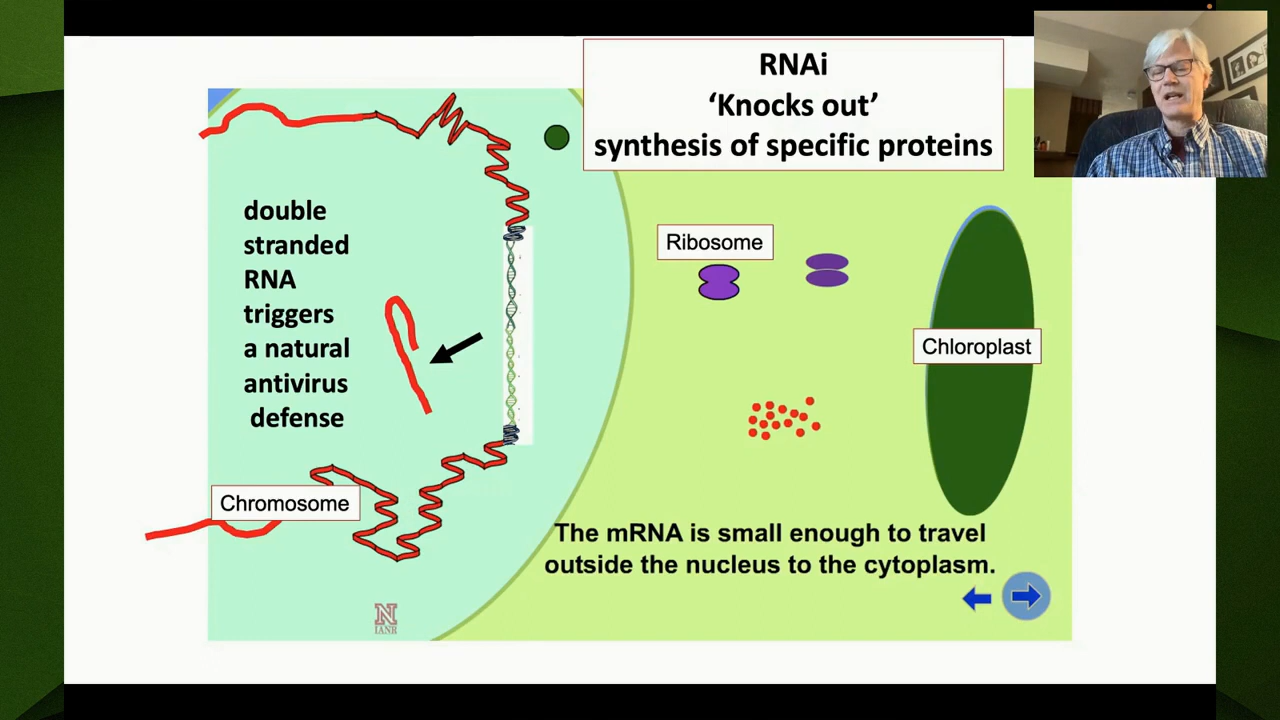 RNAi
‘Knocks out’
synthesis of specific proteins
double
stranded
RNA
triggers
a natural
antivirus
defense
Ribosome
Chloroplast
Chromosome
The mRNA is small enough to travel
outside the nucleus to the cytoplasm.
N
IANR